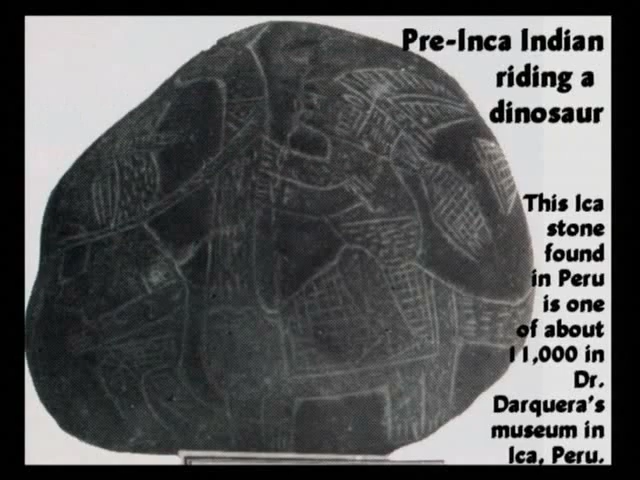 Pre-Inca Indian
riding a
dinosaur
This Ica
stone
found
in Peru
is one
of about
11,000 in
Dr.
Darquera's
museum in
Ica, Peru.